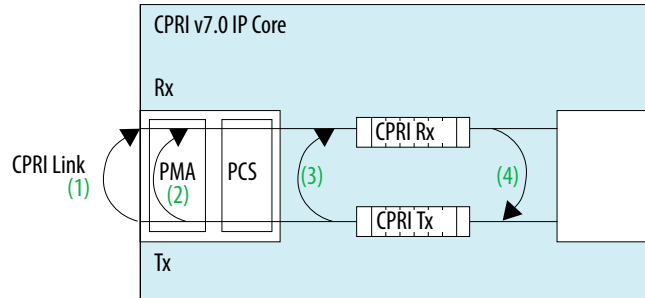 CPRI v7.0 IP Core
Rx
CPRI Rx
CPRI Link
(1)
PMA
(2)
PCS
(3)
(4)
CPRI Tx
Tx